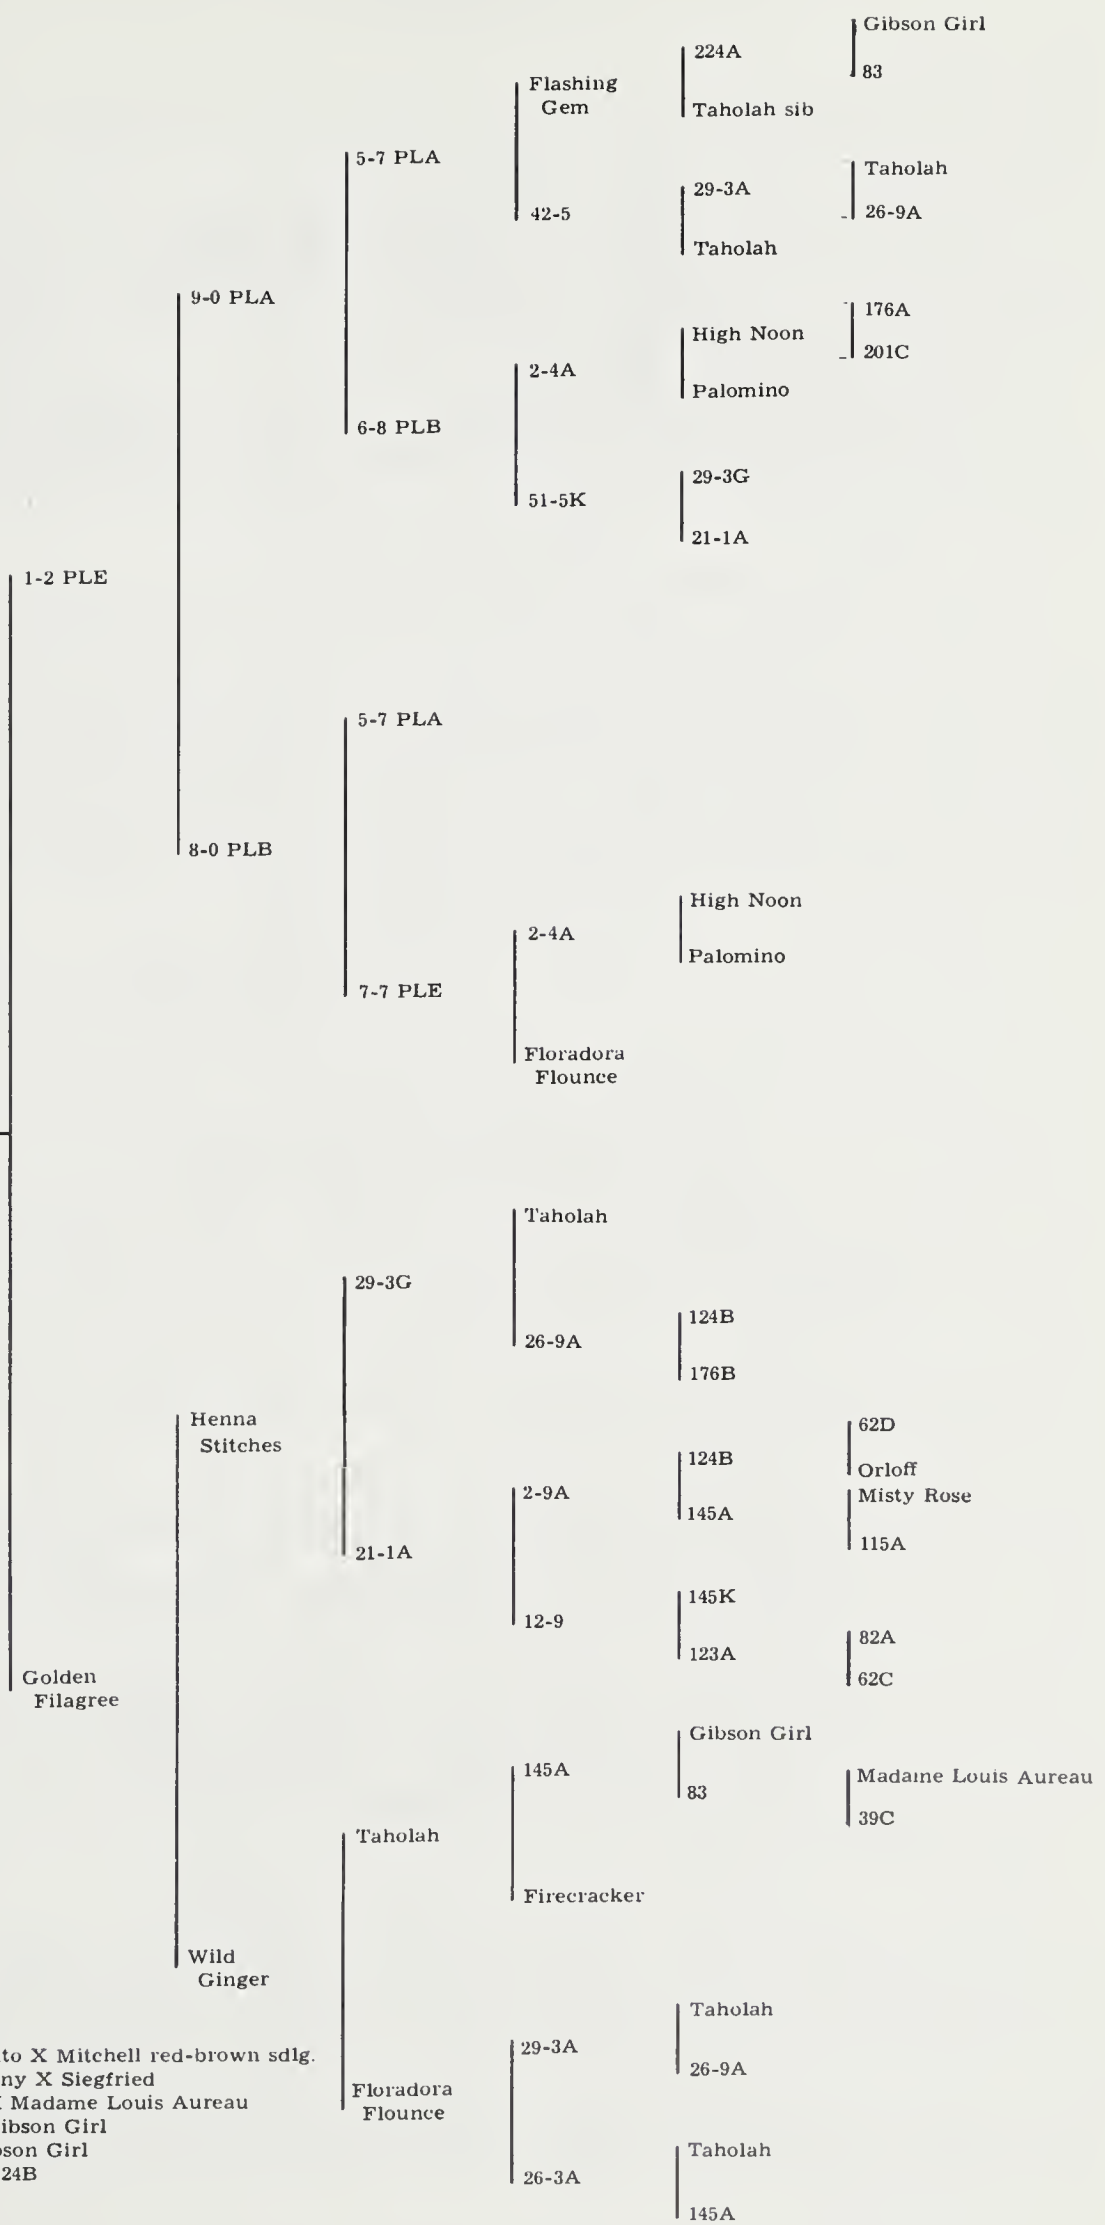 Gibson Girl
224A
83
Flashing
Gem
Taholah sib
5-7 PLA
Taholah
29-3A
42-5
26-9A
Taholah
9-0 PLA
176A
High Noon
201C
2-4A
Palomino
6-8 PLB
29-3G
51-5K
21-1A
1-2 PLE
5-7 PLA
8-0 PLB
High Noon
2-4A
Palomino
7-7 PLE
Floradora
Flounce
Taholah
29-3G
124B
26-9A
176B
Henna
Stitches
62D
124B
Orloff
2-9A
Misty Rose
145A
115A
21-1A
145K
12-9
82A
123A
62C
Golden
Filagree
Gibson Girl
145A
Madame Louis Aureau
83
39C
Taholah
Firecracker
Wild
Ginger
Taholah
29-3A
26-9A
Floradora
Flounce
Taholah
26-3A
145A
to X Mitchell red-brown sdlg.
ny X Siegfried
Madame Louis Aureau
ibson Girl
son Girl
24B